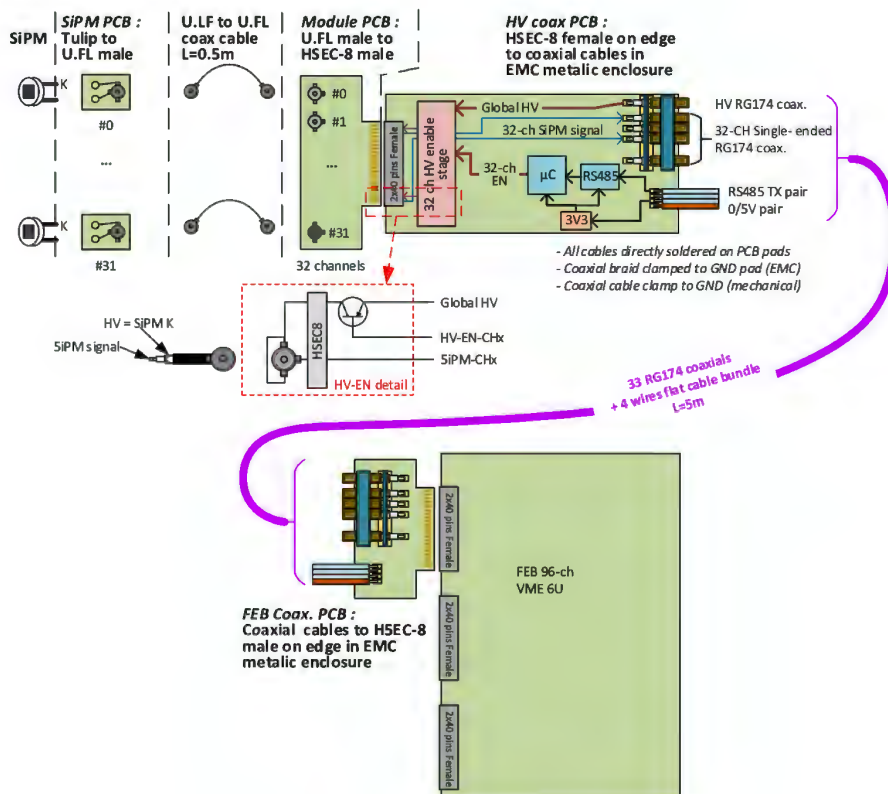 SiPM
SiPM PCB :
Tulip to
U.FL male
U.LF to U.FL
coax cable
L=0.5m
Module PCB :
U.FL male to
HSEC-8 male
HV coax PCB :
HSEC-8 female on edge
to coaxial cables in
EMC metalic enclosure
K
#0
...
K
#31
#0
#1
...
#31
32 channels
2x40 pins Female
32 ch HV enable
stage
Global HV
32-ch SiPM signal
32-ch
EN
µC
RS485
3V3
HV RG174 coax.
32-CH Single- ended
RG174 coax.
RS485 TX pair
0/5V pair
- All cables directly soldered on PCB pads
- Coaxial braid clamped to GND pad (EMC)
- Coaxial cable clamp to GND (mechanical)
HV = SiPM K
SiPM signal
HSEC8
Global HV
HV-EN-CHx
SiPM-CHx
HV-EN detail
33 RG174 coaxials
+ 4 wires flat cable bundle
L=5m
2x40 pins Female
2x40 pins Female
2x40 pins Female
FEB 96-ch
VME 6U
FEB Coax. PCB :
Coaxial cables to HSEC-8
male on edge in EMC
metalic enclosure